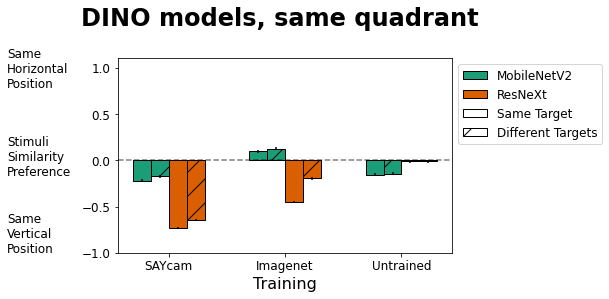 DINO models, same quadrant
Same
Horizontal
Position
Stimuli
Similarity
Preference
Same
Vertical
Position
1.0
0.5
0.0
−0.5
−1.0
SAYcam
Imagenet
Untrained
Training
MobileNetV2
ResNeXt
Same Target
Different Targets